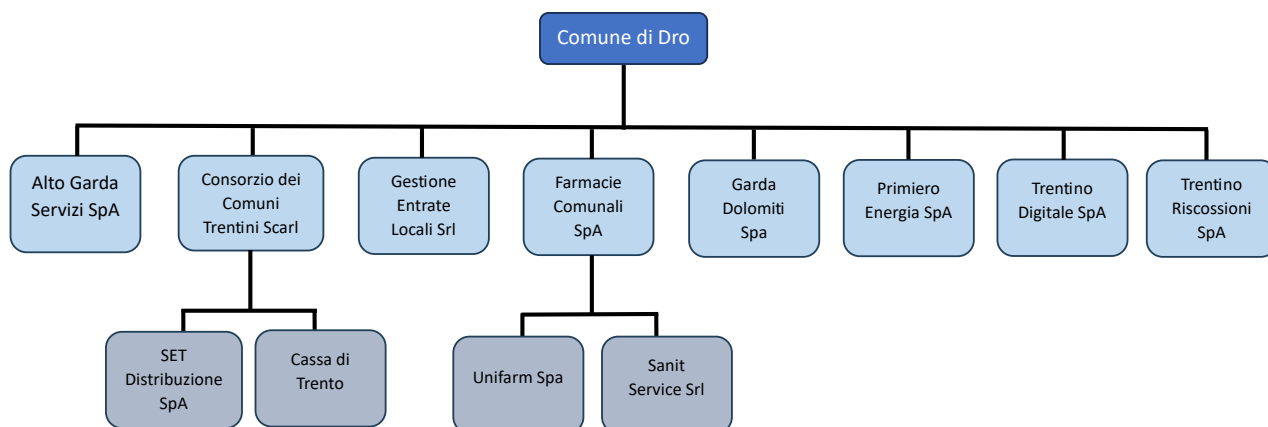 Comune di Dro
Alto Garda
Servizi SpA
Consorzio dei
Comuni
Trentini Scarl
Gestione
Entrate
Locali Srl
Farmacie
Comunali
SpA
Garda
Dolomiti
Spa
Primiero
Energia SpA
Trentino
Digitale SpA
Trentino
Riscossioni
SpA
SET
Distribuzione
SpA
Cassa di
Trento
Unifarm Spa
Sanit
Service Srl